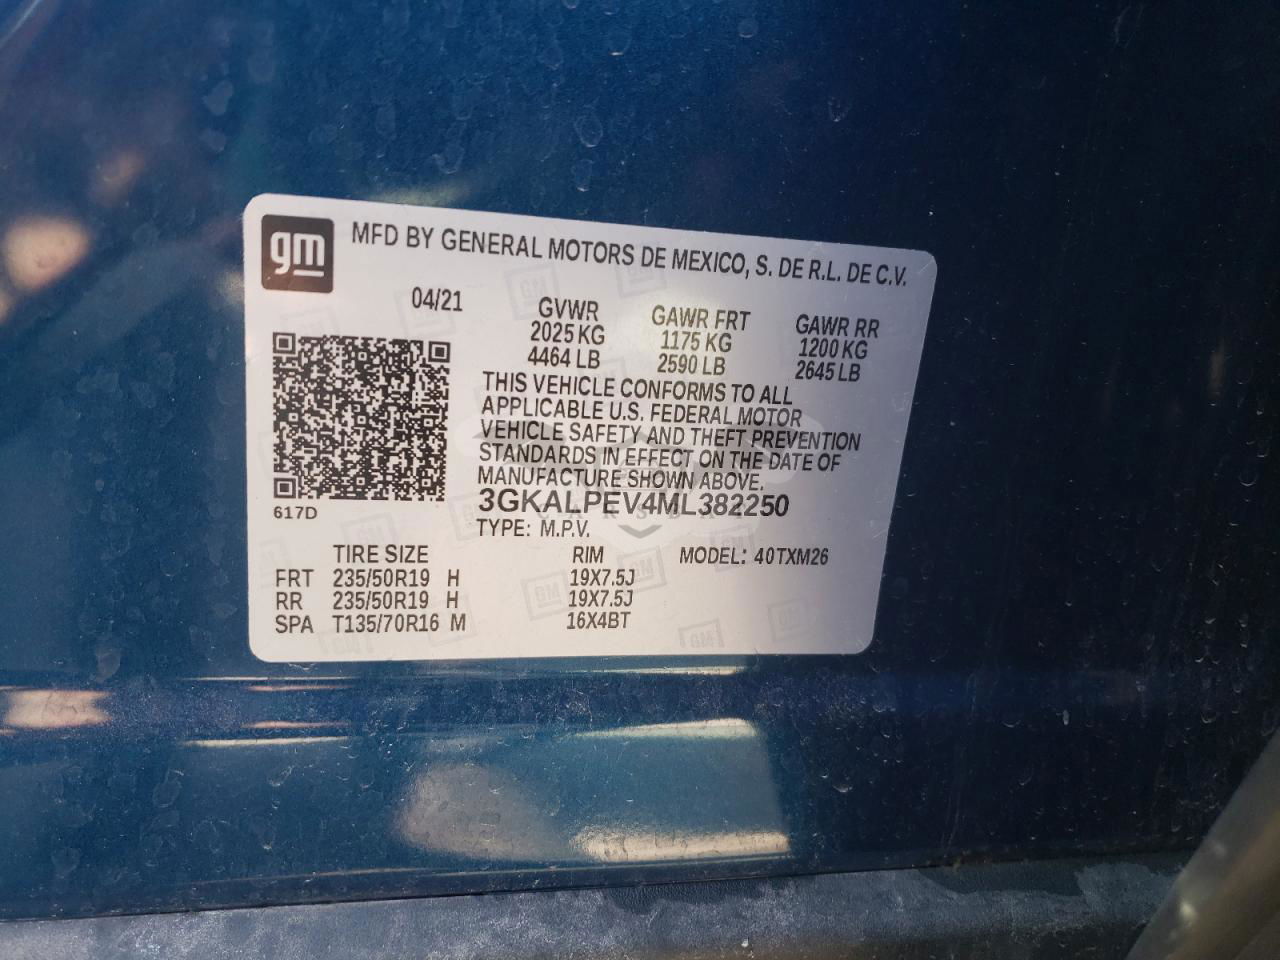 gm
MFD BY GENERAL MOTORS DE MEXICO, S. DE R.L. DE C.V.
04/21
GVWR GAWR FRT GAWR RR
2025 KG 1175 KG 1200 KG
4464 LB 2590 LB 2645 LB
THIS VEHICLE CONFORMS TO ALL
APPLICABLE U.S. FEDERAL MOTOR
VEHICLE SAFETY AND THEFT PREVENTION
STANDARDS IN EFFECT ON THE DATE OF
MANUFACTURE SHOWN ABOVE.
3GKALPEV4ML382250
617D
TYPE: M.P.V.
TIRE SIZE RIM MODEL: 40TXM26
FRT 235/50R19 H 19X7.5J
RR 235/50R19 H 19X7.5J
SPA T135/70R16 M 16X4BT